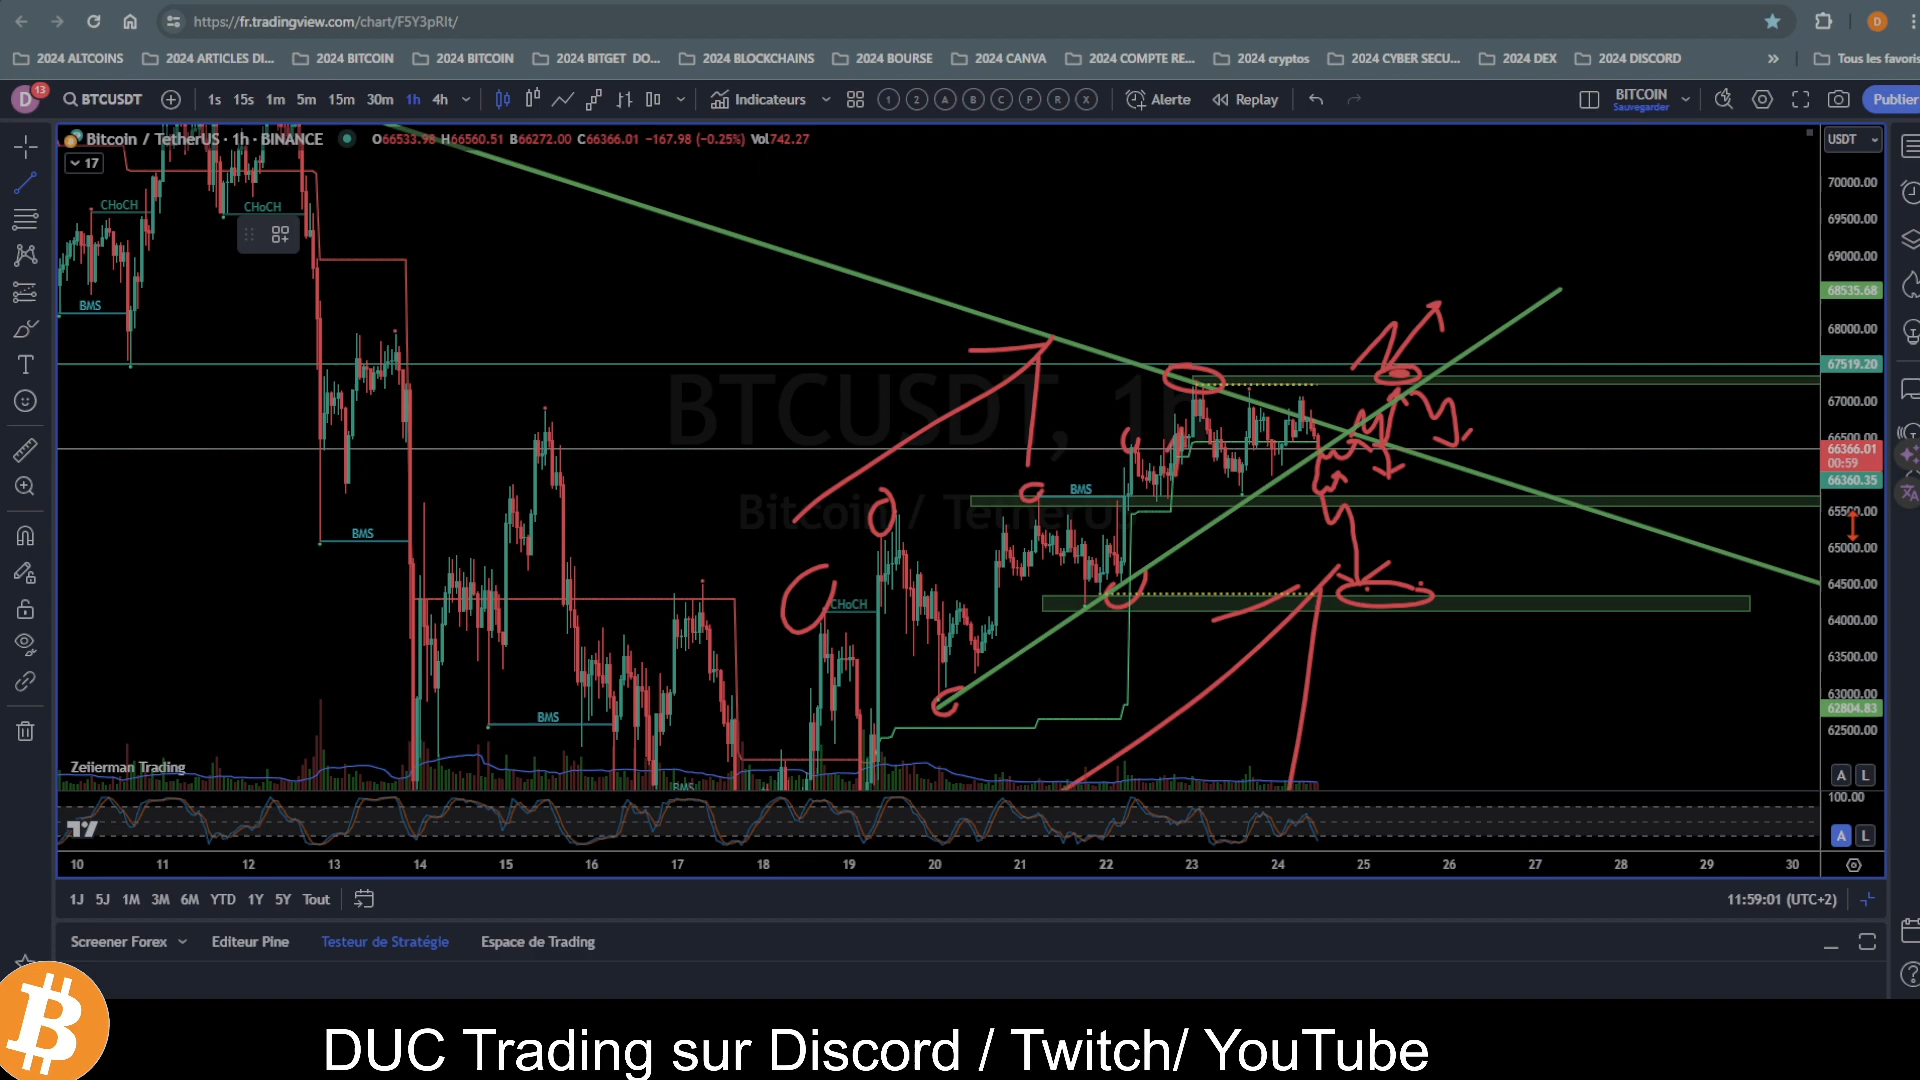 https://fr.tradingview.com/chart/F5Y3pRlt/
D
2024 ALTCOINS 2024 ARTICLES DI... 2024 BITCOIN 2024 BITCOIN 2024 BITGET DO... 2024 BLOCKCHAINS 2024 BOURSE 2024 CANVA 2024 COMPTE RE... 2024 cryptos 2024 CYBER SECU... 2024 DEX 2024 DISCORD » Tous les favoris
D 13 BTCUSDT 1s 15s 1m 5m 15m 30m 1h 4h Indicateurs 1 2 A B C P R X Alerte Replay BITCOIN Sauvegarder Publier
Bitcoin / TetherUS · 1h · BINANCE O66533.98 H66560.51 B66272.00 C66366.01 −167.98 (−0.25%) Vol742.27 USDT
17
70000.00
CHoCH CHoCH
69500.00
69000.00
68535.68
BMS
68000.00
67519.20
BTCUSDT, 1h
67000.00
66500.00
66366.01
00:59
66360.35
BMS
Bitcoin / TetherU
65500.00
BMS
65000.00
64500.00
CHoCH
64000.00
63500.00
63000.00
62804.83
BMS
62500.00
Zeiierman Trading
A L
BMS
100.00
A L
10 11 12 13 14 15 16 17 18 19 20 21 22 23 24 25 26 27 28 29 30
1J 5J 1M 3M 6M YTD 1Y 5Y Tout 11:59:01 (UTC+2)
Screener Forex Editeur Pine Testeur de Stratégie Espace de Trading
DUC Trading sur Discord / Twitch/ YouTube